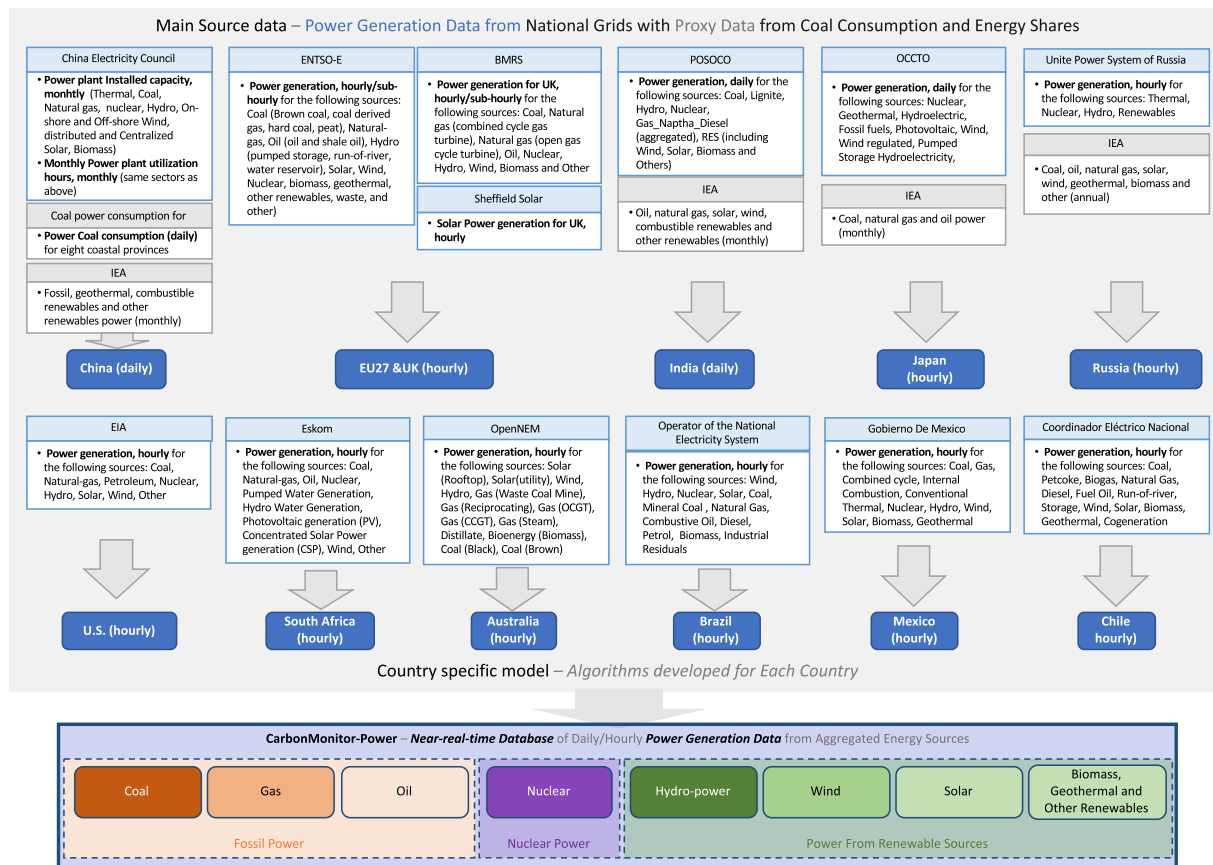 Main Source data – Power Generation Data from National Grids with Proxy Data from Coal Consumption and Energy Shares
China Electricity Council
• Power plant Installed capacity,
monhtly (Thermal, Coal,
Natural gas, nuclear, Hydro, On-
shore and Off-shore Wind,
distributed and Centralized
Solar, Biomass)
• Monthly Power plant utilization
hours, monthly (same sectors as
above)
Coal power consumption for
• Power Coal consumption (daily)
for eight coastal provinces
IEA
• Fossil, geothermal, combustible
renewables and other
renewables power (monthly)
China (daily)
ENTSO-E
• Power generation, hourly/sub-
hourly for the following sources:
Coal (Brown coal, coal derived
gas, hard coal, peat), Natural-
gas, Oil (oil and shale oil), Hydro
(pumped storage, run-of-river,
water reservoir), Solar, Wind,
Nuclear, biomass, geothermal,
other renewables, waste, and
other)
BMRS
• Power generation for UK,
hourly/sub-hourly for the
following sources: Coal, Natural
gas (combined cycle gas
turbine), Natural gas (open gas
cycle turbine), Oil, Nuclear,
Hydro, Wind, Biomass and Other
Sheffield Solar
• Solar Power generation for UK,
hourly
EU27 &UK (hourly)
POSOCO
• Power generation, daily for the
following sources: Coal, Lignite,
Hydro, Nuclear,
Gas_Naptha_Diesel
(aggregated), RES (including
Wind, Solar, Biomass and
Others)
IEA
• Oil, natural gas, solar, wind,
combustible renewables and
other renewables (monthly)
India (daily)
OCCTO
• Power generation, daily for the
following sources: Nuclear,
Geothermal, Hydroelectric,
Fossil fuels, Photovoltaic, Wind,
Wind regulated, Pumped
Storage Hydroelectricity,
IEA
• Coal, natural gas and oil power
(monthly)
Japan
(hourly)
Unite Power System of Russia
• Power generation, hourly for the
following sources: Thermal,
Nuclear, Hydro, Renewables
IEA
• Coal, oil, natural gas, solar,
wind, geothermal, biomass and
other (annual)
Russia (hourly)
EIA
• Power generation, hourly for
the following sources: Coal,
Natural-gas, Petroleum, Nuclear,
Hydro, Solar, Wind, Other
U.S. (hourly)
Eskom
• Power generation, hourly for
the following sources: Coal,
Natural-gas, Oil, Nuclear,
Pumped Water Generation,
Hydro Water Generation,
Photovoltaic generation (PV),
Concentrated Solar Power
generation (CSP), Wind, Other
South Africa
(hourly)
OpenNEM
• Power generation, hourly for
the following sources: Solar
(Rooftop), Solar(utility), Wind,
Hydro, Gas (Waste Coal Mine),
Gas (Reciprocating), Gas (OCGT),
Gas (CCGT), Gas (Steam),
Distillate, Bioenergy (Biomass),
Coal (Black), Coal (Brown)
Australia
(hourly)
Operator of the National
Electricity System
• Power generation, hourly for
the following sources: Wind,
Hydro, Nuclear, Solar, Coal,
Mineral Coal , Natural Gas,
Combustive Oil, Diesel,
Petrol, Biomass, Industrial
Residuals
Brazil
(hourly)
Gobierno De Mexico
• Power generation, hourly for
the following sources: Coal, Gas,
Combined cycle, Internal
Combustion, Conventional
Thermal, Nuclear, Hydro, Wind,
Solar, Biomass, Geothermal
Mexico
(hourly)
Coordinador Eléctrico Nacional
• Power generation, hourly for
the following sources: Coal,
Petcoke, Biogas, Natural Gas,
Diesel, Fuel Oil, Run-of-river,
Storage, Wind, Solar, Biomass,
Geothermal, Cogeneration
Chile
hourly)
Country specific model – Algorithms developed for Each Country
CarbonMonitor-Power – Near-real-time Database of Daily/Hourly Power Generation Data from Aggregated Energy Sources
Coal
Gas
Oil
Fossil Power
Nuclear
Nuclear Power
Hydro-power
Wind
Solar
Biomass,
Geothermal and
Other Renewables
Power From Renewable Sources